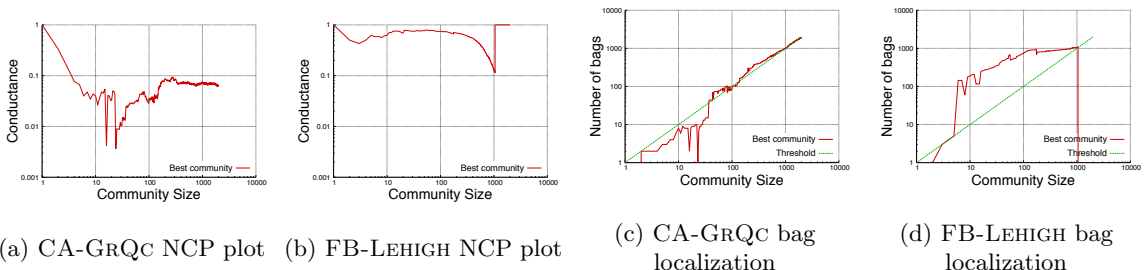 1
0.1
0.01
0.001
1 10 100 1000 10000
Conductance
Community Size
Best community
(a) CA-GrQc NCP plot
1
0.1
0.01
0.001
1 10 100 1000 10000
Conductance
Community Size
Best community
(b) FB-Lehigh NCP plot
10000
1000
100
10
1
1 10 100 1000 10000
Number of bags
Community Size
Best community
Threshold
(c) CA-GrQc bag
localization
10000
1000
100
10
1
1 10 100 1000 10000
Number of bags
Community Size
Best community
Threshold
(d) FB-Lehigh bag
localization